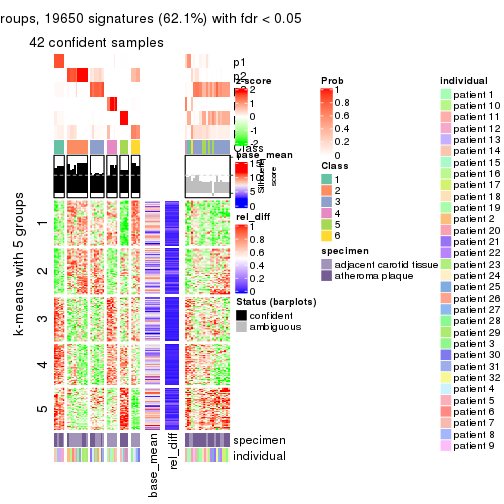 roups, 19650 signatures (62.1%) with fdr < 0.05
42 confident samples
p1
p2
z-score
2
1
0
-1
-2
Class
base_mean
15
10
5
0
score
rel_diff
1
0.8
0.6
0.4
0.2
0
Status (barplots)
confident
ambiguous
Prob
1
0.8
0.6
0.4
0.2
0
Class
1
2
3
4
5
6
specimen
adjacent carotid tissue
atheroma plaque
individual
patient 1
patient 10
patient 11
patient 12
patient 13
patient 14
patient 15
patient 16
patient 17
patient 18
patient 19
patient 2
patient 20
patient 21
patient 22
patient 23
patient 24
patient 25
patient 26
patient 27
patient 28
patient 29
patient 3
patient 30
patient 31
patient 32
patient 4
patient 5
patient 6
patient 7
patient 8
patient 9
k-means with 5 groups
1
2
3
4
5
specimen
individual
base_mean
rel_diff